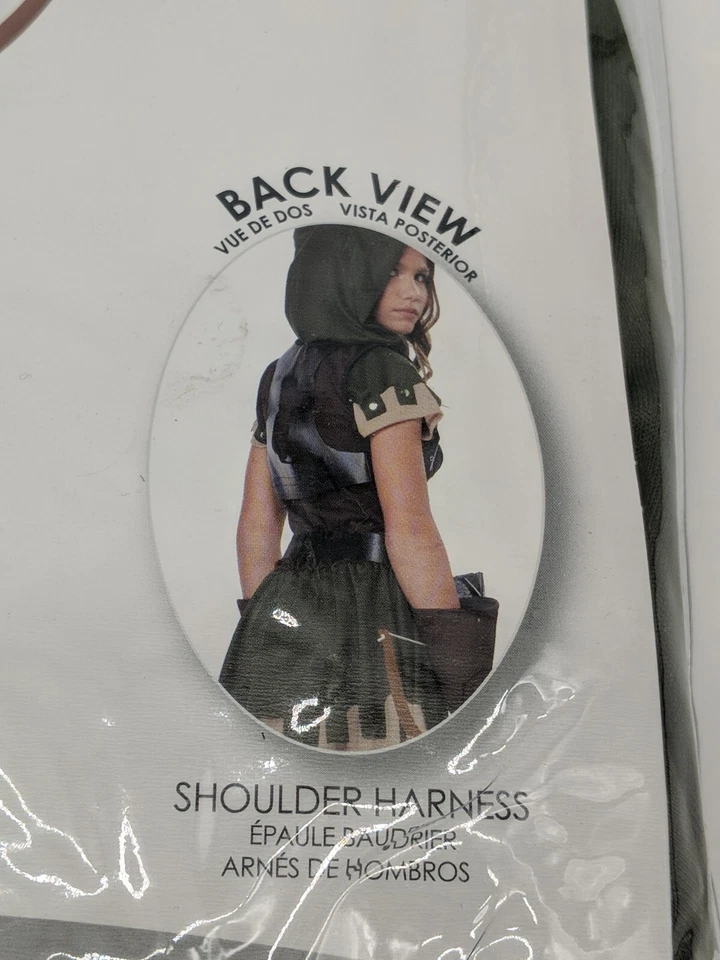 BACK VIEW
VUE DE DOS VISTA POSTERIOR
SHOULDER HARNESS
ÉPAULE BAUDRIER
ARNÉS DE HOMBROS